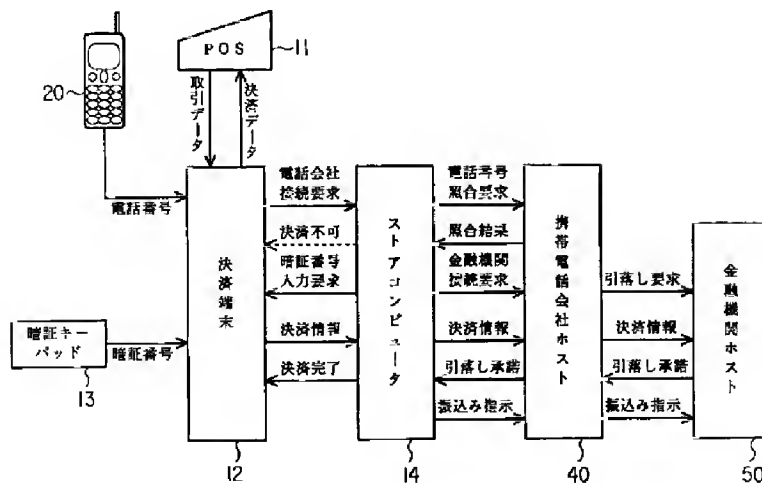 POS
11
20
取引データ
決済データ
電話番号
電話会社
接続要求
決済不可
暗証番号
入力要求
決済情報
決済完了
電話番号
照合要求
照合結果
金融機関
接続要求
決済情報
引落し承諾
振込み指示
引落し要求
決済情報
引落し承諾
振込み指示
決済端末
ストアコンピュータ
携帯電話会社ホスト
金融機関ホスト
暗証キー
パッド
暗証番号
13
12
14
40
50